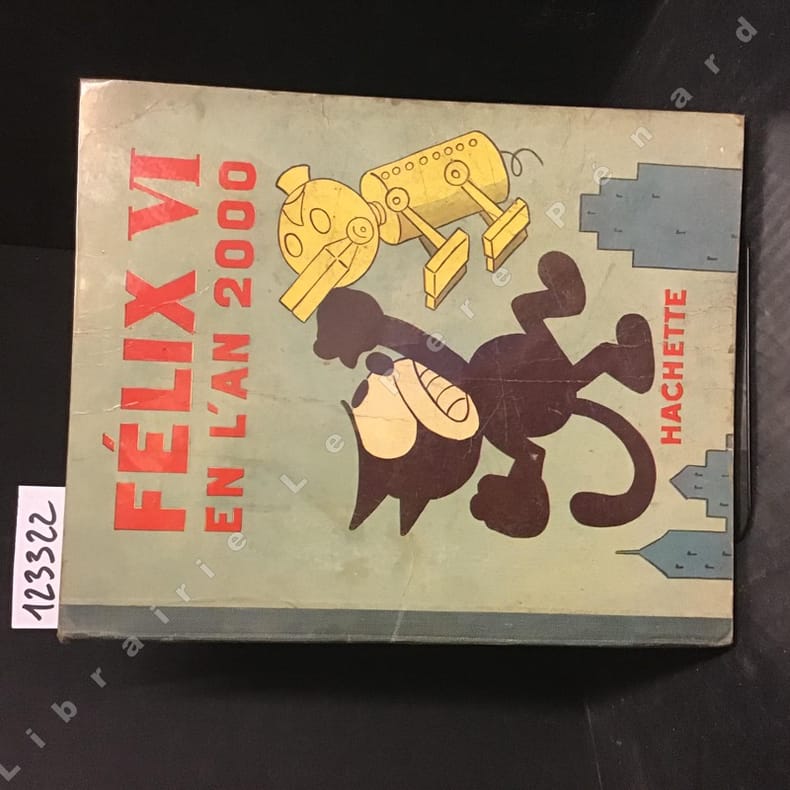 FÉLIX VI
EN L'AN 2000
HACHETTE
123322
Librairie Le Père Pénard